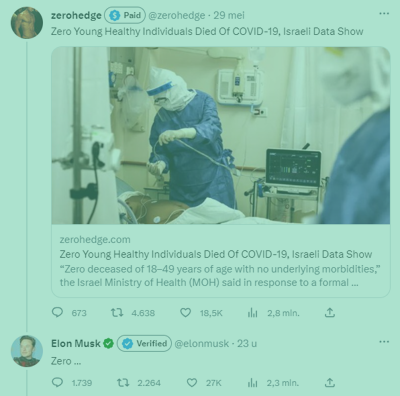 zerohedge Paid @zerohedge · 29 mei
Zero Young Healthy Individuals Died Of COVID-19, Israeli Data Show
zerohedge.com
Zero Young Healthy Individuals Died Of COVID-19, Israeli Data Show
“Zero deceased of 18–49 years of age with no underlying morbidities,”
the Israel Ministry of Health (MOH) said in response to a formal ...
673 4.638 18,5K 2,8 mln.
Elon Musk Verified @elonmusk · 23 u
Zero ...
1.739 2.264 27K 2,3 mln.